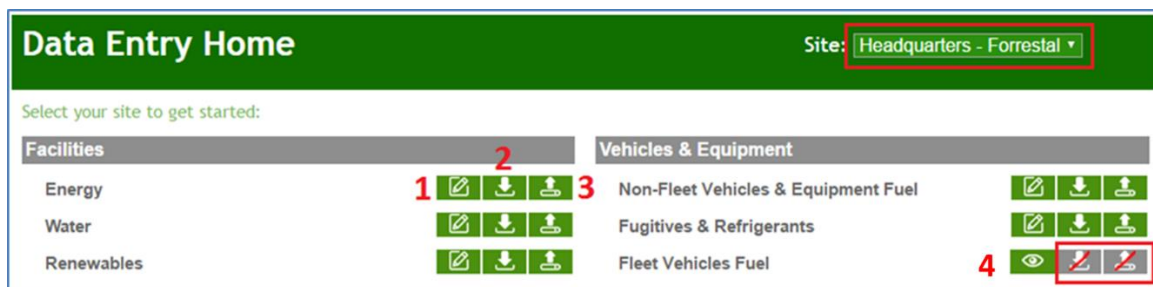 Data Entry Home
Site: Headquarters - Forrestal
Select your site to get started:
Facilities
2
Energy
1
3
Water
Renewables
Vehicles & Equipment
Non-Fleet Vehicles & Equipment Fuel
Fugitives & Refrigerants
Fleet Vehicles Fuel
4